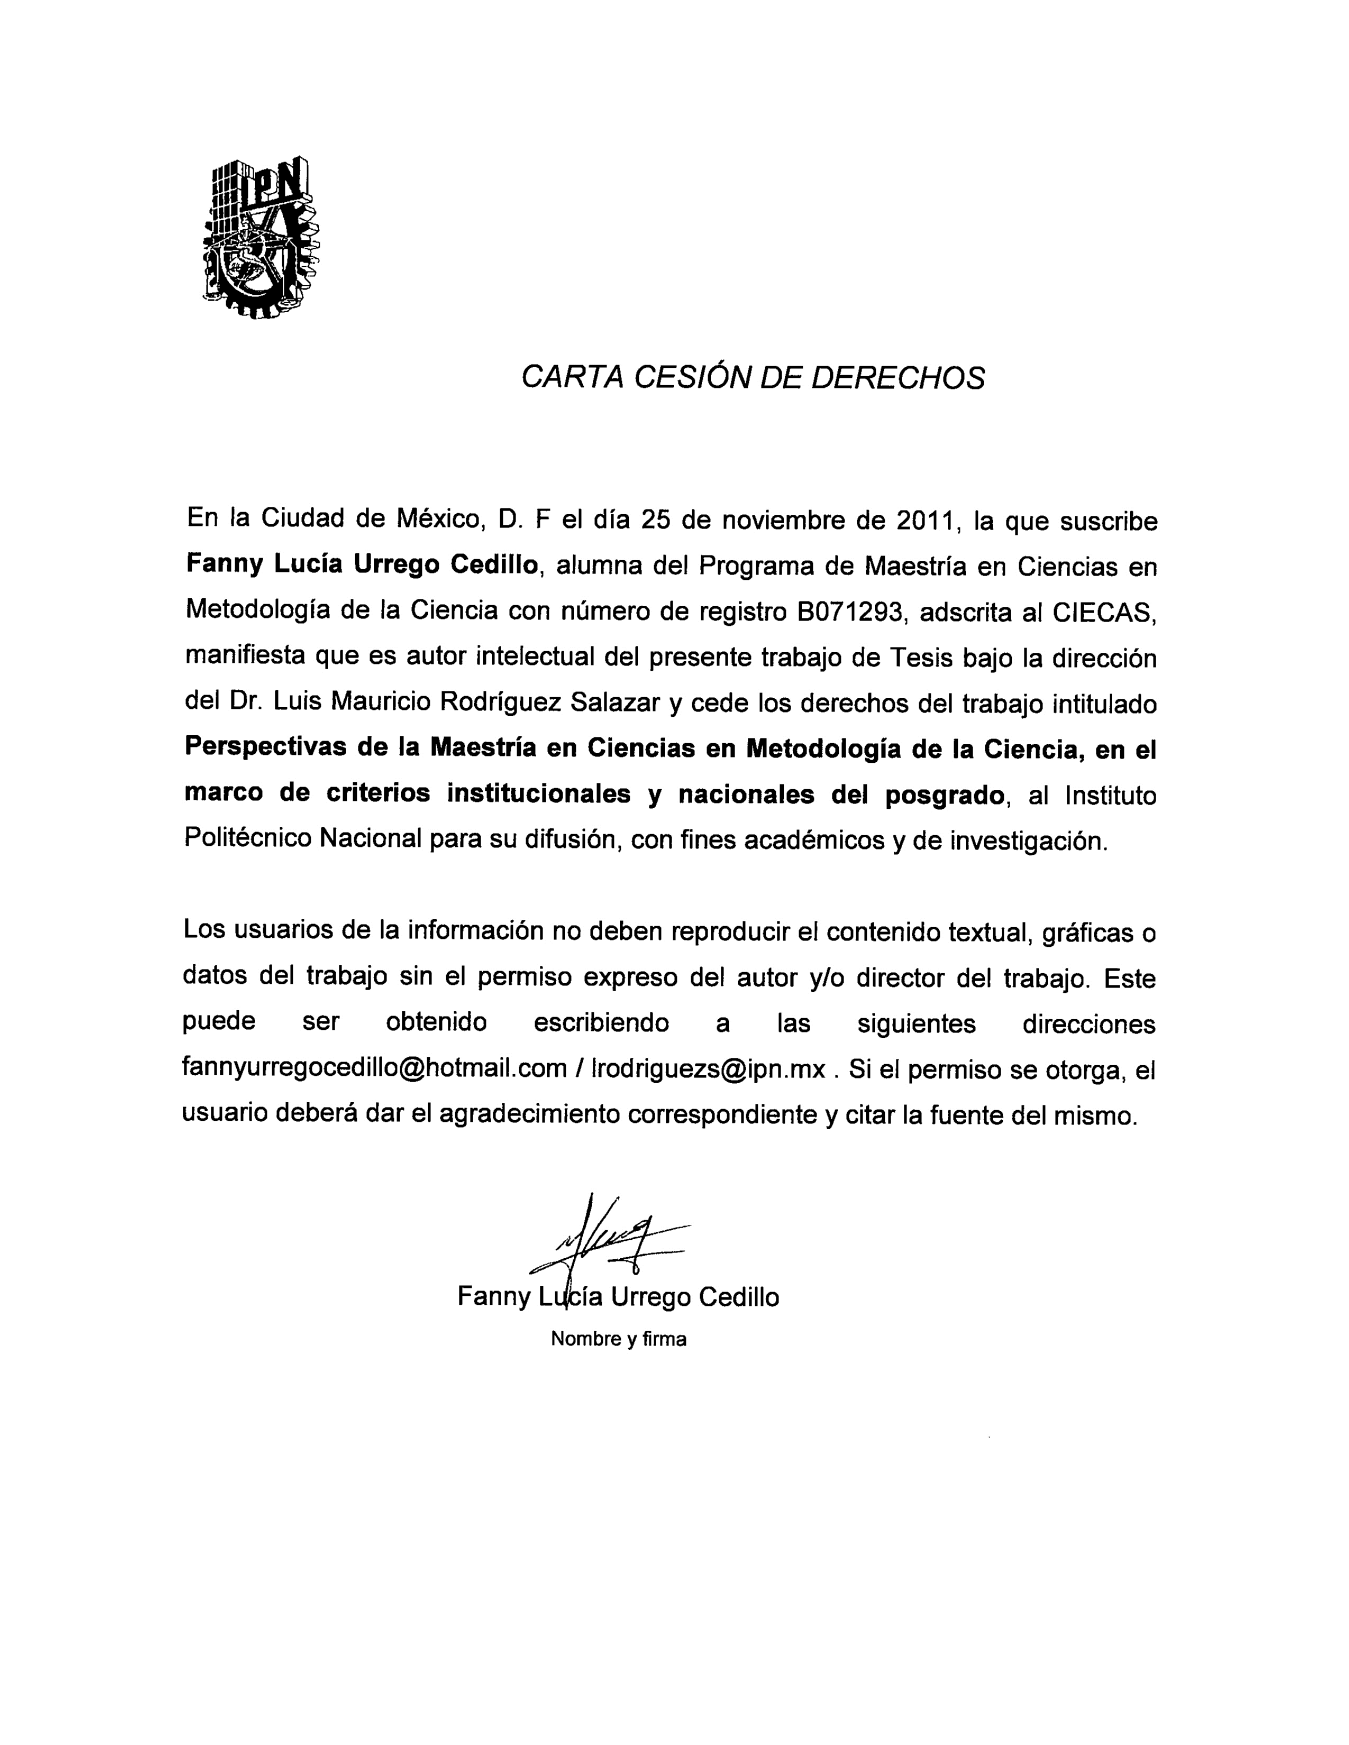 IPN
CARTA CESIÓN DE DERECHOS
En la Ciudad de México, D. F el día 25 de noviembre de 2011, la que suscribe
Fanny Lucía Urrego Cedillo, alumna del Programa de Maestría en Ciencias en
Metodología de la Ciencia con número de registro B071293, adscrita al CIECAS,
manifiesta que es autor intelectual del presente trabajo de Tesis bajo la dirección
del Dr. Luis Mauricio Rodríguez Salazar y cede los derechos del trabajo intitulado
Perspectivas de la Maestría en Ciencias en Metodología de la Ciencia, en el
marco de criterios institucionales y nacionales del posgrado, al Instituto
Politécnico Nacional para su difusión, con fines académicos y de investigación.
Los usuarios de la información no deben reproducir el contenido textual, gráficas o
datos del trabajo sin el permiso expreso del autor y/o director del trabajo. Este
puede ser obtenido escribiendo a las siguientes direcciones
fannyurregocedillo@hotmail.com / lrodriguezs@ipn.mx . Si el permiso se otorga, el
usuario deberá dar el agradecimiento correspondiente y citar la fuente del mismo.
Fanny Lucía Urrego Cedillo
Nombre y firma